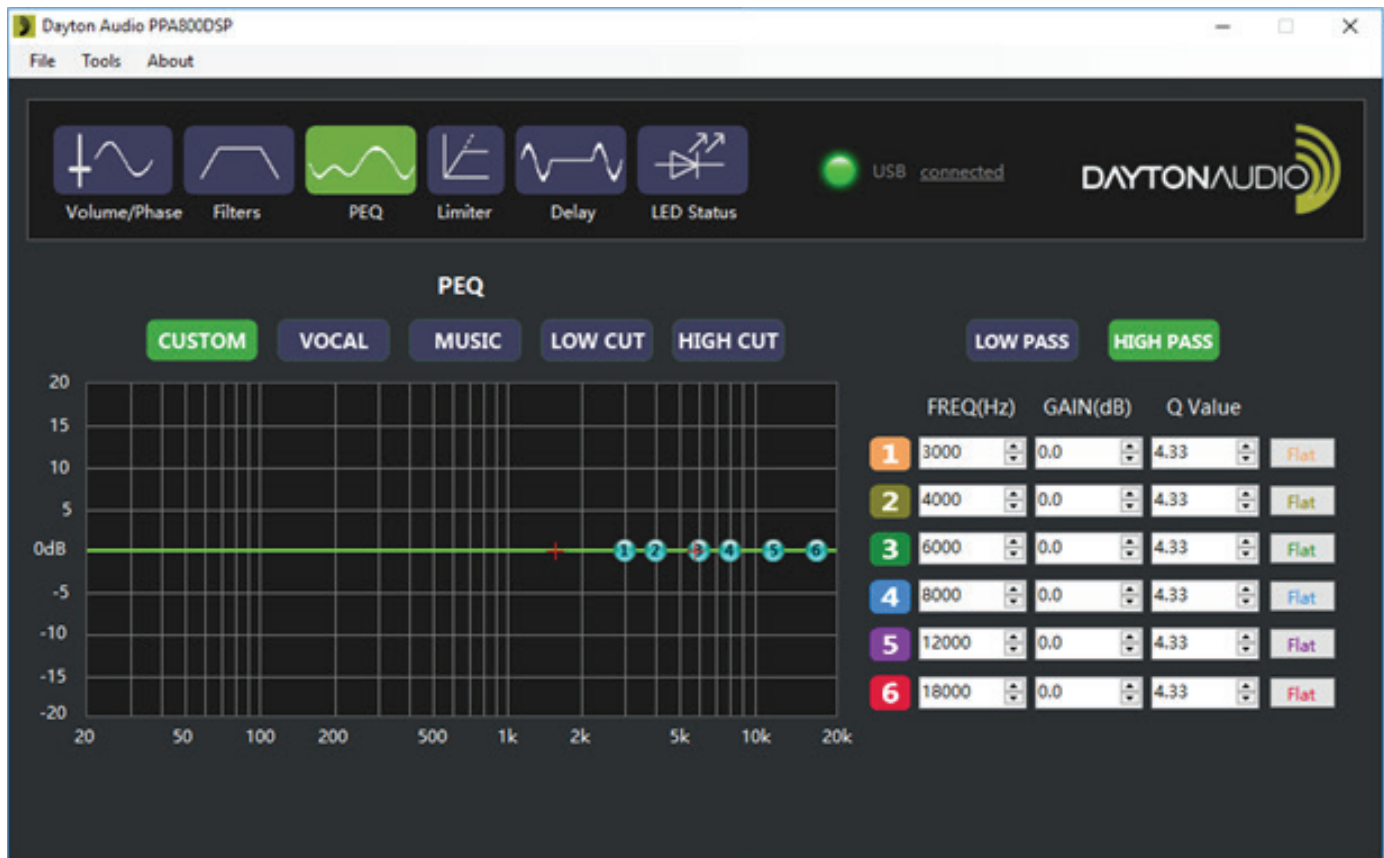 Dayton Audio PPA800DSP
File Tools About
Volume/Phase Filters PEQ Limiter Delay LED Status
USB connected
DAYTON AUDIO
PEQ
CUSTOM VOCAL MUSIC LOW CUT HIGH CUT LOW PASS HIGH PASS
FREQ(Hz) GAIN(dB) Q Value
1 3000 0.0 4.33 Flat
2 4000 0.0 4.33 Flat
3 6000 0.0 4.33 Flat
4 8000 0.0 4.33 Flat
5 12000 0.0 4.33 Flat
6 18000 0.0 4.33 Flat
20
15
10
5
0dB
-5
-10
-15
-20
1 2 3 4 5 6
20 50 100 200 500 1k 2k 5k 10k 20k